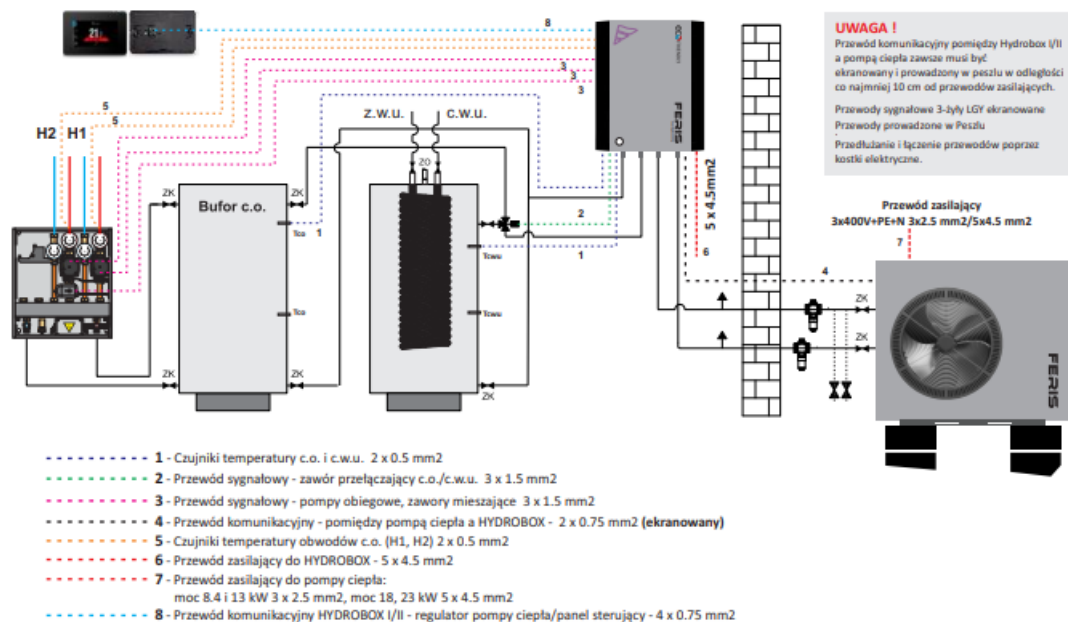 21
8
UWAGA !
Przewód komunikacyjny pomiędzy Hydrobox I/II
a pompą ciepła zawsze musi być
ekranowany i prowadzony w peszlu w odległości
co najmniej 10 cm od przewodów zasilających.
Przewody sygnałowe 3-żyły LGY ekranowane
Przewody prowadzone w Peszlu
Przedłużanie i łączenie przewodów poprzez
kostki elektryczne.
3
3
3
5
5
H2
H1
Z.W.U.
C.W.U.
ZO
FERIS
5 x 4.5mm2
6
Przewód zasilający
3x400V+PE+N 3x2.5 mm2/5x4.5 mm2
7
4
ZK
ZK
Bufor c.o.
Tco
1
2
Tcwu
1
Tco
Tcwu
ZK
ZK
ZK
ZK
ZK
FERIS
1 - Czujniki temperatury c.o. i c.w.u. 2 x 0.5 mm2
2 - Przewód sygnałowy - zawór przełączający c.o./c.w.u. 3 x 1.5 mm2
3 - Przewód sygnałowy - pompy obiegowe, zawory mieszające 3 x 1.5 mm2
4 - Przewód komunikacyjny - pomiędzy pompą ciepła a HYDROBOX - 2 x 0.75 mm2 (ekranowany)
5 - Czujniki temperatury obwodów c.o. (H1, H2) 2 x 0.5 mm2
6 - Przewód zasilający do HYDROBOX - 5 x 4.5 mm2
7 - Przewód zasilający do pompy ciepła:
moc 8.4 i 13 kW 3 x 2.5 mm2, moc 18, 23 kW 5 x 4.5 mm2
8 - Przewód komunikacyjny HYDROBOX I/II - regulator pompy ciepła/panel sterujący - 4 x 0.75 mm2